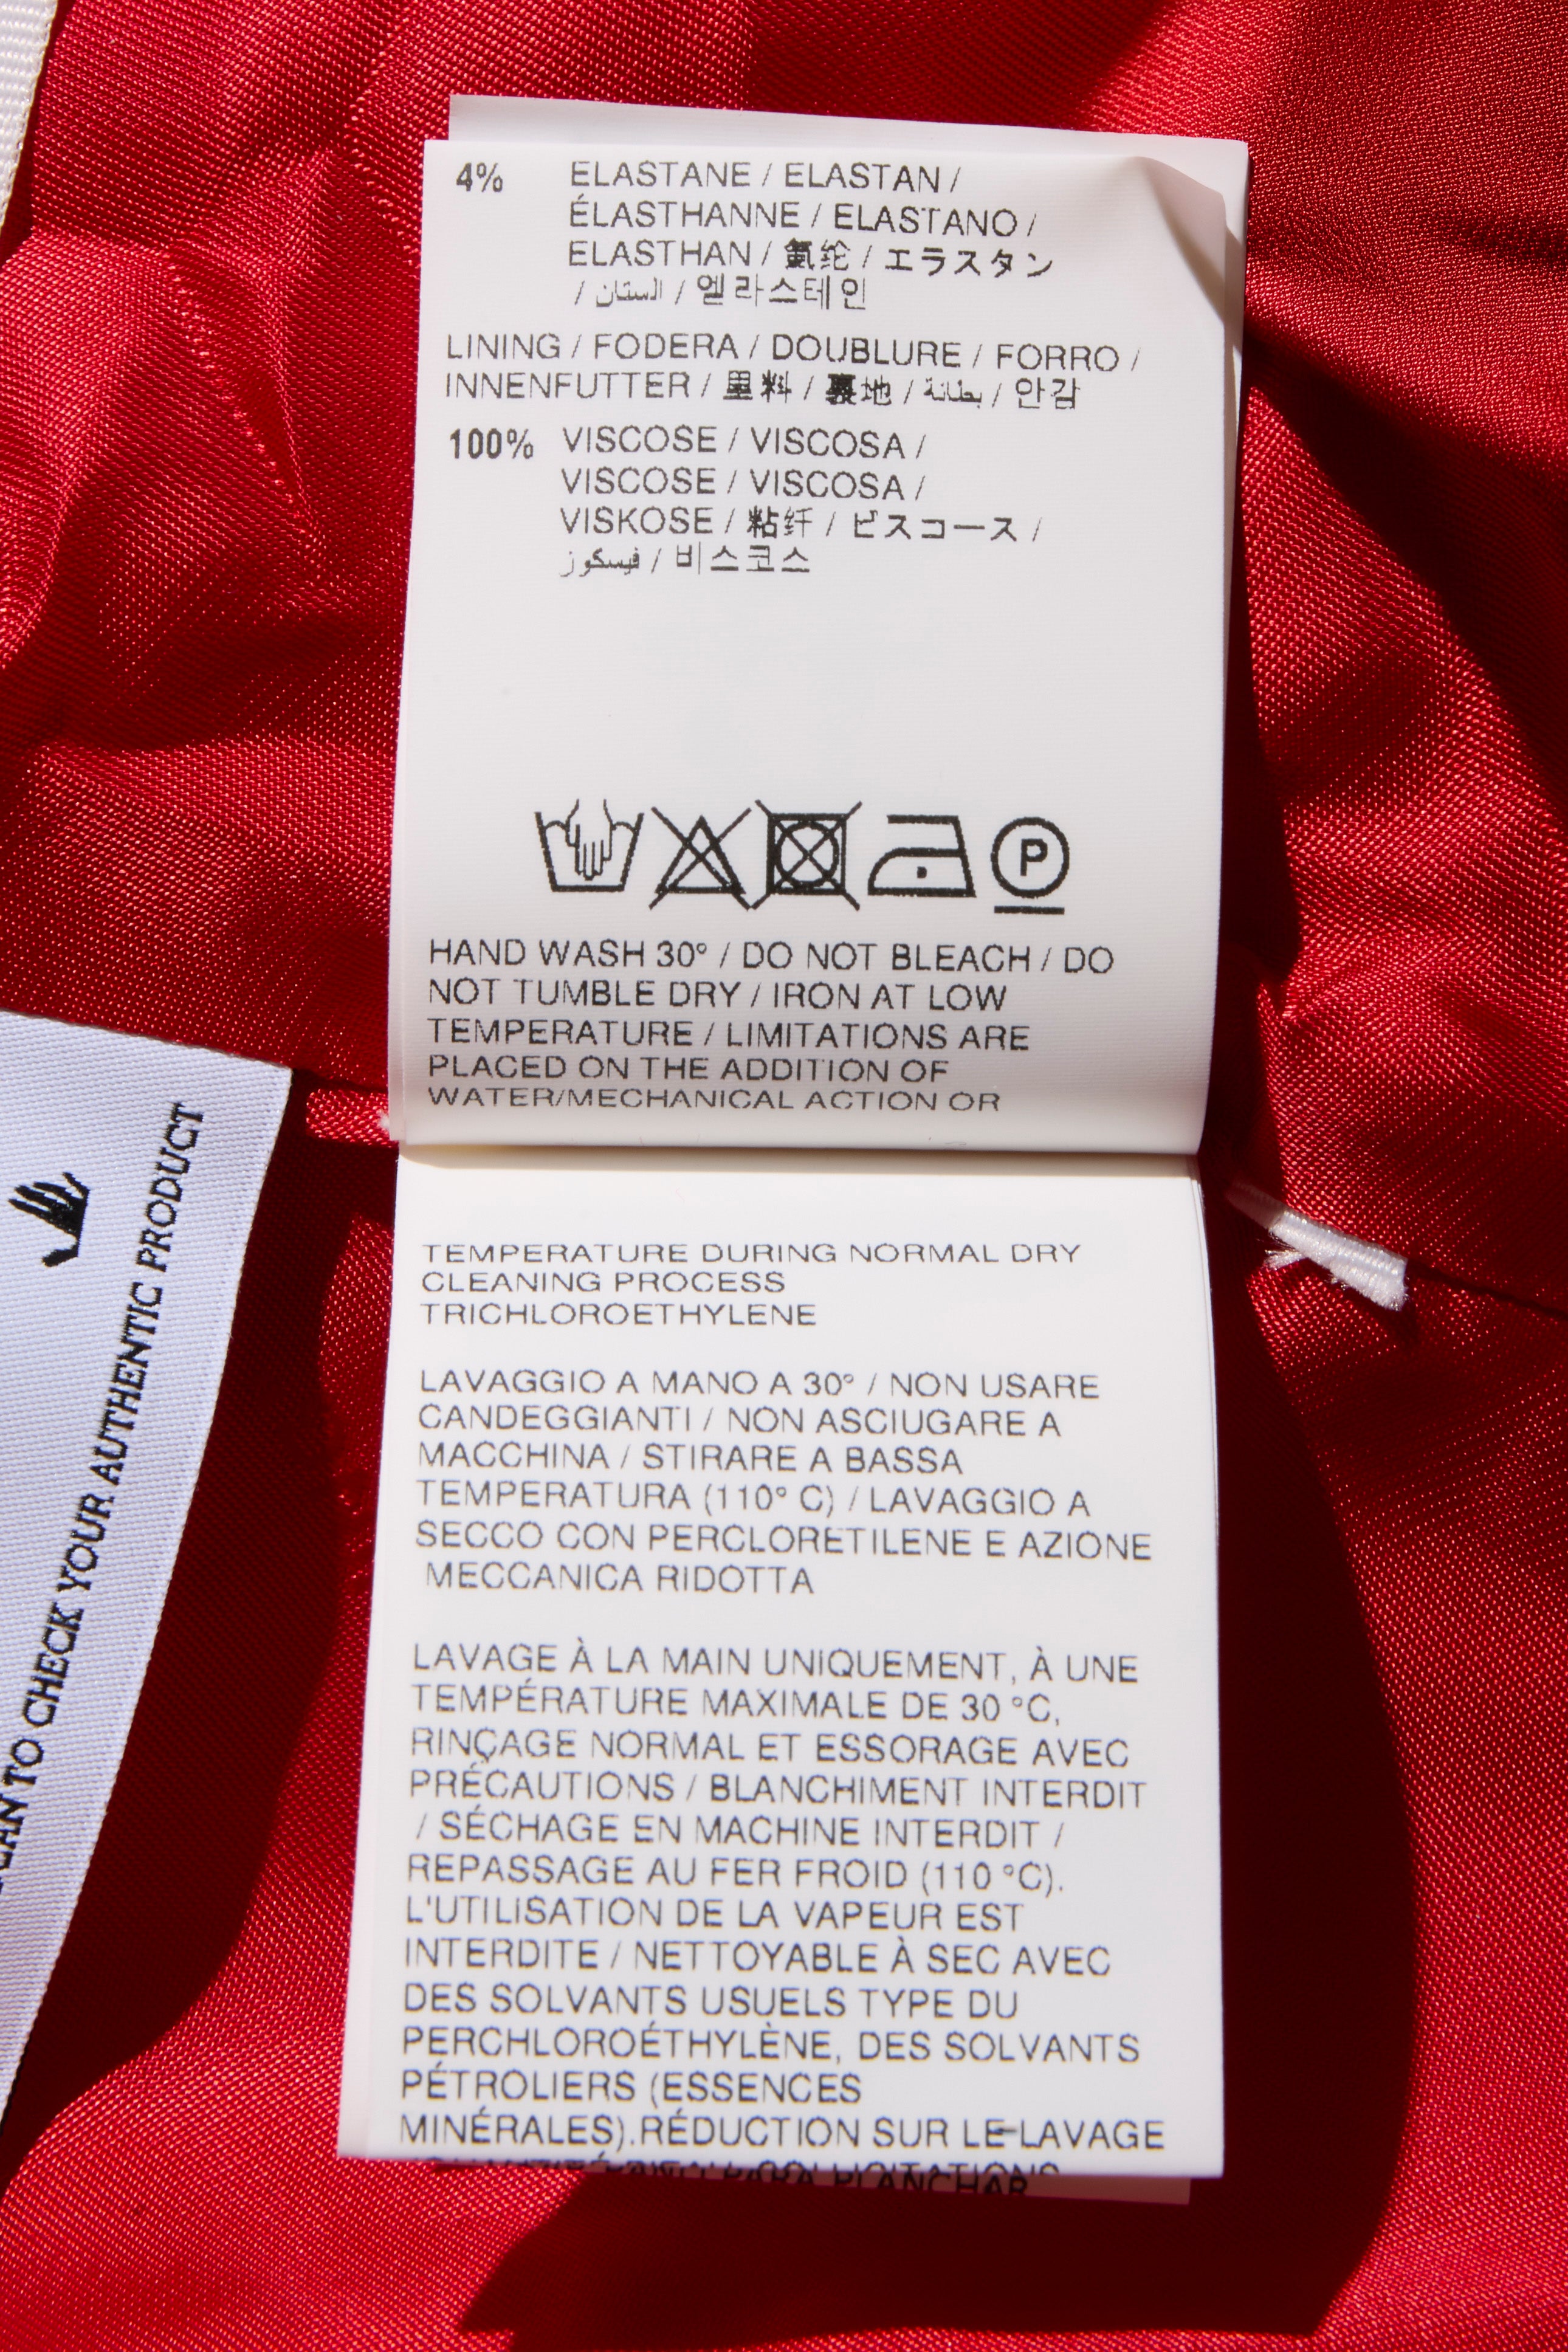 4% ELASTANE / ELASTAN /
ÉLASTHANNE / ELASTANO /
ELASTHAN / 氨纶 / エラスタン
/ الستان / 엘라스테인
LINING / FODERA / DOUBLURE / FORRO /
INNENFUTTER / 里料 / 裏地 / بطانة / 안감
100% VISCOSE / VISCOSA /
VISCOSE / VISCOSA /
VISKOSE / 粘纤 / ビスコース /
فيسكوز / 비스코스
P
HAND WASH 30° / DO NOT BLEACH / DO
NOT TUMBLE DRY / IRON AT LOW
TEMPERATURE / LIMITATIONS ARE
PLACED ON THE ADDITION OF
WATER/MECHANICAL ACTION OR
TEMPERATURE DURING NORMAL DRY
CLEANING PROCESS
TRICHLOROETHYLENE
LAVAGGIO A MANO A 30° / NON USARE
CANDEGGIANTI / NON ASCIUGARE A
MACCHINA / STIRARE A BASSA
TEMPERATURA (110° C) / LAVAGGIO A
SECCO CON PERCLORETILENE E AZIONE
MECCANICA RIDOTTA
LAVAGE À LA MAIN UNIQUEMENT, À UNE
TEMPÉRATURE MAXIMALE DE 30 °C,
RINÇAGE NORMAL ET ESSORAGE AVEC
PRÉCAUTIONS / BLANCHIMENT INTERDIT
/ SÉCHAGE EN MACHINE INTERDIT /
REPASSAGE AU FER FROID (110 °C).
L'UTILISATION DE LA VAPEUR EST
INTERDITE / NETTOYABLE À SEC AVEC
DES SOLVANTS USUELS TYPE DU
PERCHLOROÉTHYLÈNE, DES SOLVANTS
PÉTROLIERS (ESSENCES
MINÉRALES).RÉDUCTION SUR LE LAVAGE
PLANCHAR
TO CHECK YOUR AUTHENTIC PRODUCT